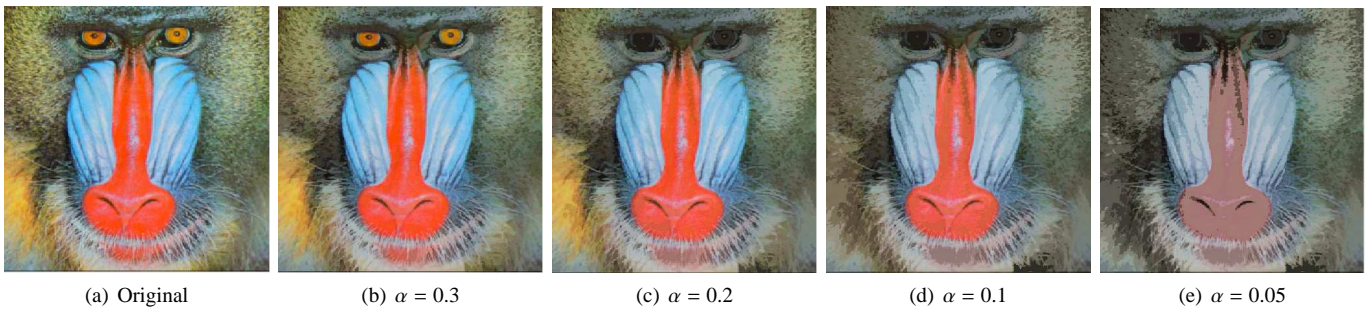 (a) Original
(b) α = 0.3
(c) α = 0.2
(d) α = 0.1
(e) α = 0.05